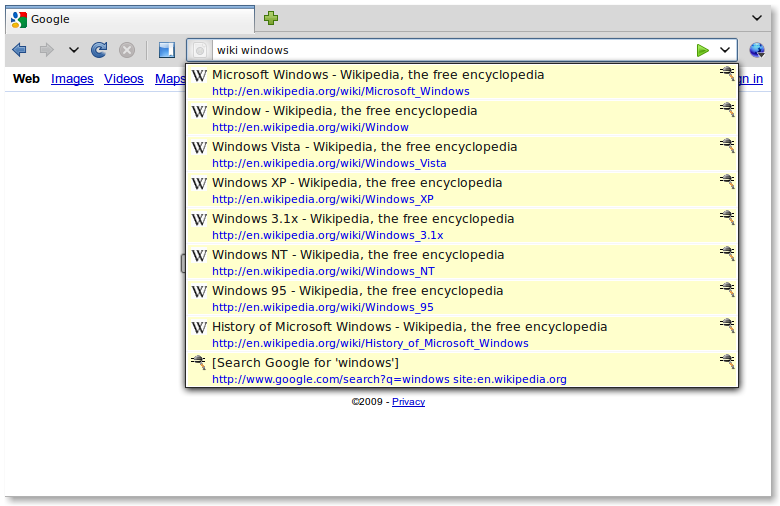 Google
wiki windows
Web Images Videos Maps
Microsoft Windows - Wikipedia, the free encyclopedia
http://en.wikipedia.org/wiki/Microsoft_Windows
Window - Wikipedia, the free encyclopedia
http://en.wikipedia.org/wiki/Window
Windows Vista - Wikipedia, the free encyclopedia
http://en.wikipedia.org/wiki/Windows_Vista
Windows XP - Wikipedia, the free encyclopedia
http://en.wikipedia.org/wiki/Windows_XP
Windows 3.1x - Wikipedia, the free encyclopedia
http://en.wikipedia.org/wiki/Windows_3.1x
Windows NT - Wikipedia, the free encyclopedia
http://en.wikipedia.org/wiki/Windows_NT
Windows 95 - Wikipedia, the free encyclopedia
http://en.wikipedia.org/wiki/Windows_95
History of Microsoft Windows - Wikipedia, the free encyclopedia
http://en.wikipedia.org/wiki/History_of_Microsoft_Windows
[Search Google for 'windows']
http://www.google.com/search?q=windows site:en.wikipedia.org
©2009 - Privacy